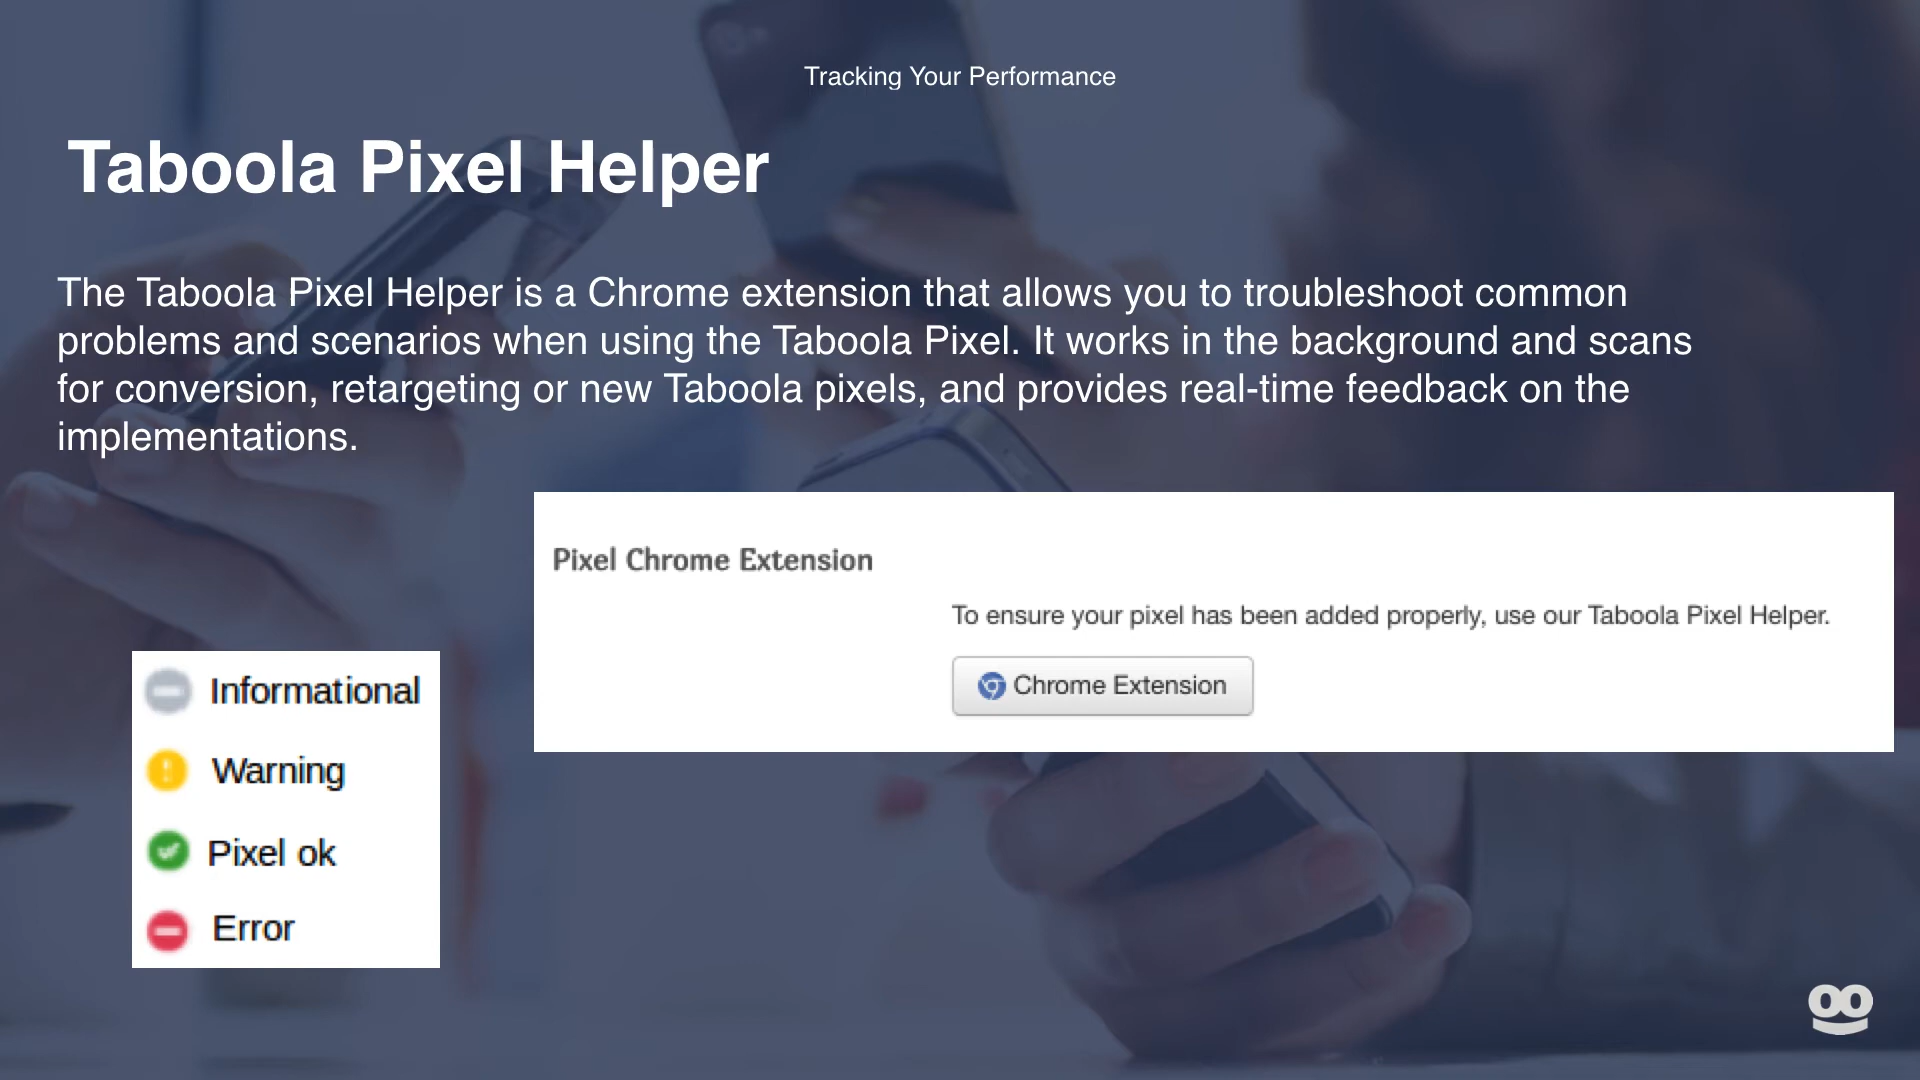 Tracking Your Performance
Taboola Pixel Helper
The Taboola Pixel Helper is a Chrome extension that allows you to troubleshoot common
problems and scenarios when using the Taboola Pixel. It works in the background and scans
for conversion, retargeting or new Taboola pixels, and provides real-time feedback on the
implementations.
Pixel Chrome Extension
To ensure your pixel has been added properly, use our Taboola Pixel Helper.
Chrome Extension
Informational
Warning
Pixel ok
Error